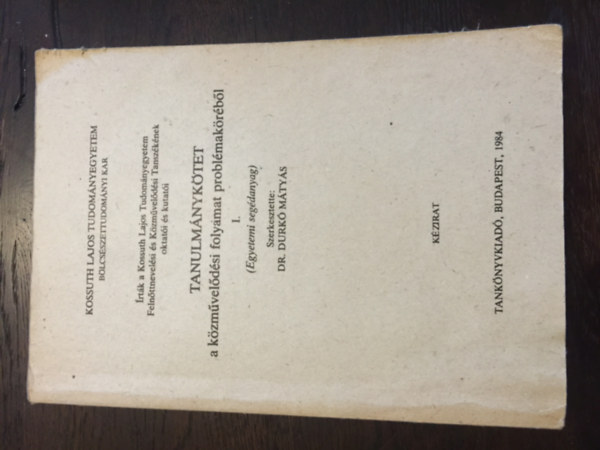 KOSSUTH LAJOS TUDOMÁNYEGYETEM
BÖLCSÉSZETTUDOMÁNYI KAR
Írták a Kossuth Lajos Tudományegyetem
Felnőttnevelési és Közművelődési Tanszékének
oktatói és kutatói
TANULMÁNYKÖTET
a közművelődési folyamat problémaköréből
I.
(Egyetemi segédanyag)
Szerkesztette:
DR. DURKÓ MÁTYÁS
KÉZIRAT
TANKÖNYVKIADÓ, BUDAPEST, 1984